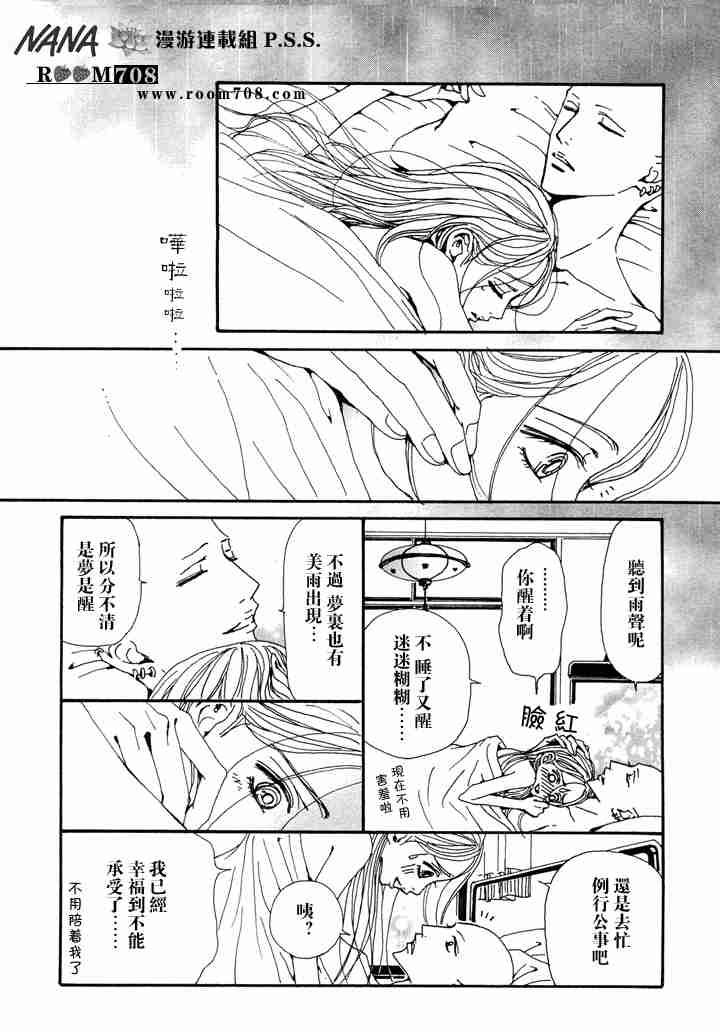 NANA 漫游連載組 P.S.S.
ROOM708
www.room708.com
嘩啦啦啦…
聽到雨聲呢
………
你醒着啊
臉紅
不 睡了又醒
迷迷糊糊
………
現在不用
害羞啦
不過 夢裏也有
美雨出現…
所以分不清
是夢是醒
還是去忙
例行公事吧
咦?
我已經
幸福到不能
承受了……
不用陪着我了